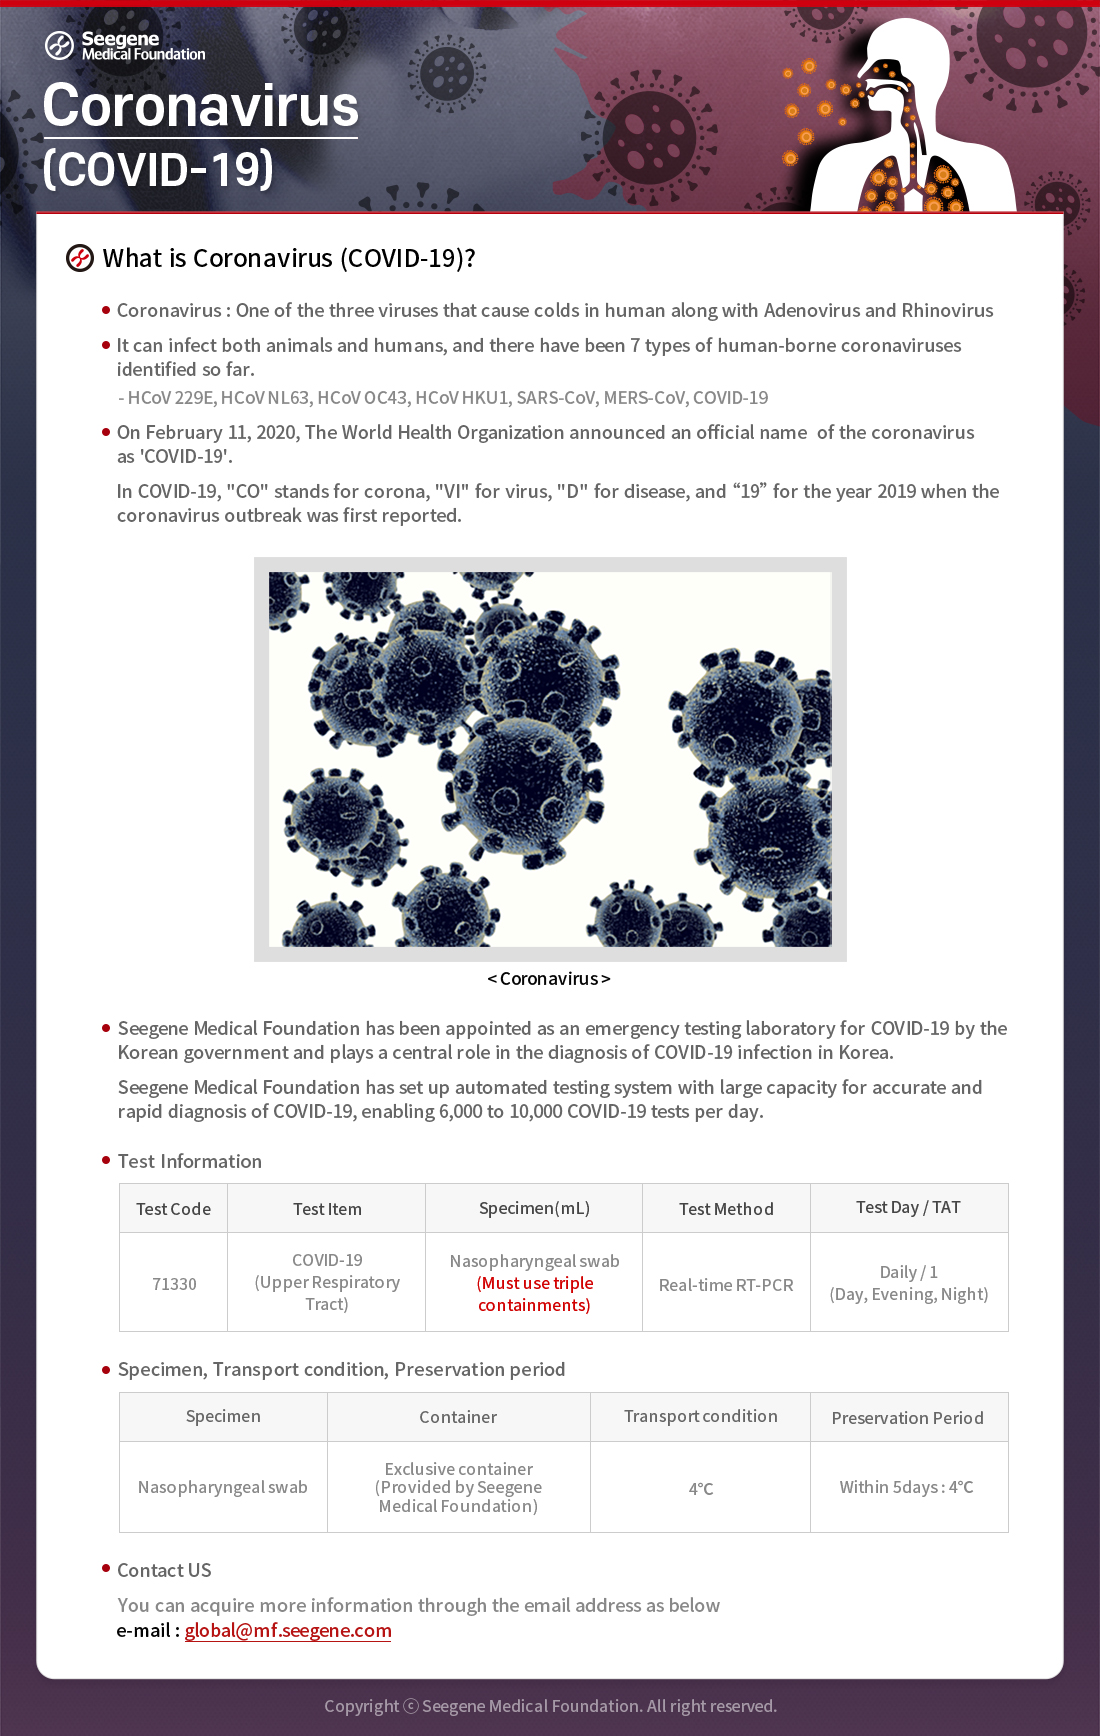 Seegene
Medical Foundation
Coronavirus
(COVID-19)
What is Coronavirus (COVID-19)?
Coronavirus : One of the three viruses that cause colds in human along with Adenovirus and Rhinovirus
It can infect both animals and humans, and there have been 7 types of human-borne coronaviruses
identified so far.
- HCoV 229E, HCoV NL63, HCoV OC43, HCoV HKU1, SARS-CoV, MERS-CoV, COVID-19
On February 11, 2020, The World Health Organization announced an official name  of the coronavirus
as 'COVID-19'.
In COVID-19, "CO" stands for corona, "VI" for virus, "D" for disease, and “19” for the year 2019 when the
coronavirus outbreak was first reported.
< Coronavirus >
Seegene Medical Foundation has been appointed as an emergency testing laboratory for COVID-19 by the
Korean government and plays a central role in the diagnosis of COVID-19 infection in Korea.
Seegene Medical Foundation has set up automated testing system with large capacity for accurate and
rapid diagnosis of COVID-19, enabling 6,000 to 10,000 COVID-19 tests per day.
Test Information
Test Code
Test Item
Specimen(mL)
Test Method
Test Day / TAT
71330
COVID-19
(Upper Respiratory
Tract)
Nasopharyngeal swab
(Must use triple
containments)
Real-time RT-PCR
Daily / 1
(Day, Evening, Night)
Specimen, Transport condition, Preservation period
Specimen
Container
Transport condition
Preservation Period
Nasopharyngeal swab
Exclusive container
(Provided by Seegene
Medical Foundation)
4℃
Within 5days : 4℃
Contact US
You can acquire more information through the email address as below
e-mail : global@mf.seegene.com
Copyright ⓒ Seegene Medical Foundation. All right reserved.